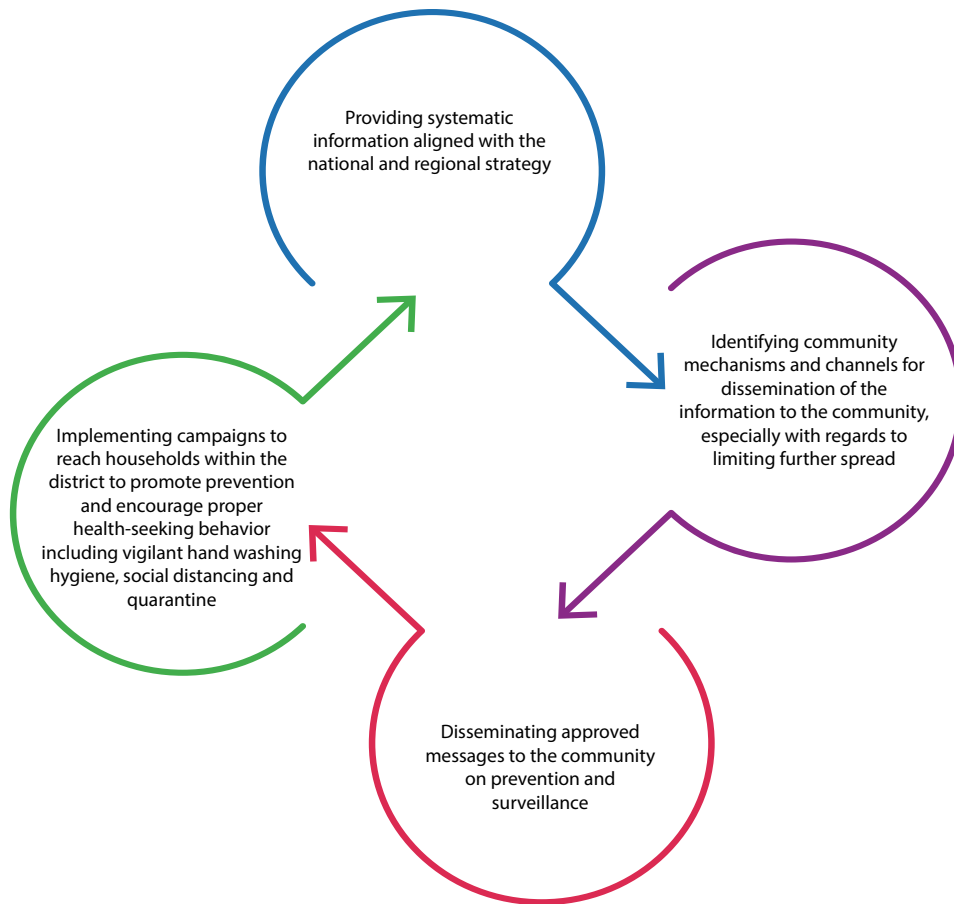 Providing systematic
information aligned with the
national and regional strategy
Identifying community
mechanisms and channels for
dissemination of the
information to the community,
especially with regards to
limiting further spread
Disseminating approved
messages to the community
on prevention and
surveillance
Implementing campaigns to
reach households within the
district to promote prevention
and encourage proper
health-seeking behavior
including vigilant hand washing
hygiene, social distancing and
quarantine